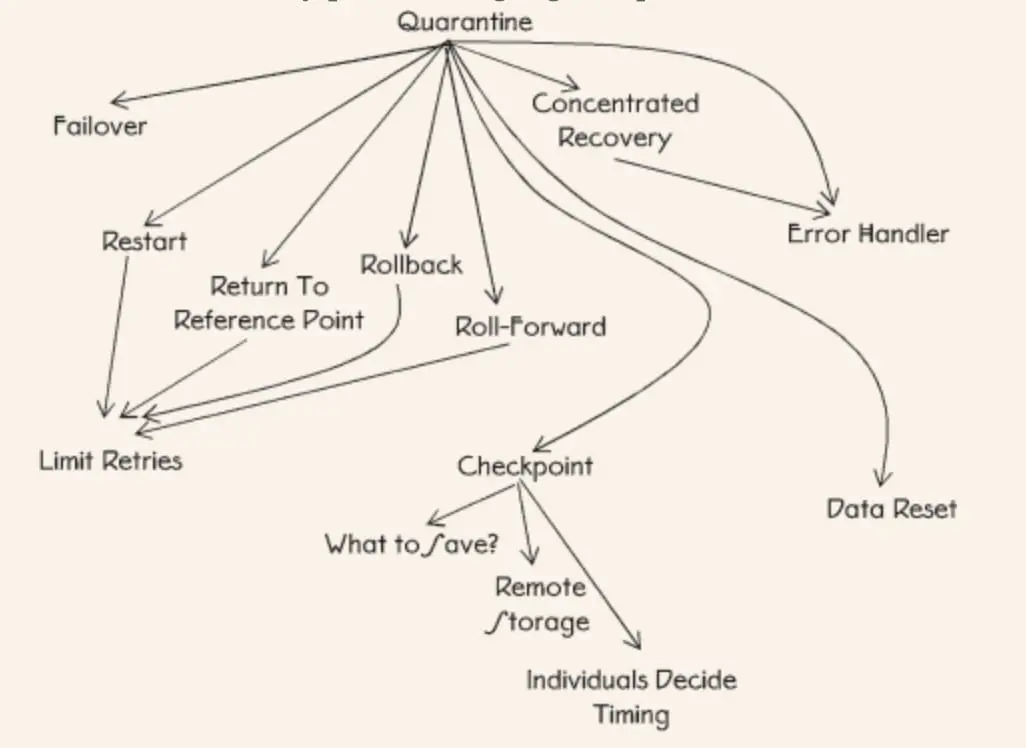 Quarantine
Concentrated
Recovery
Failover
Error Handler
Restart
Rollback
Return To
Reference Point
Roll-Forward
Limit Retries
Checkpoint
Data Reset
What to Save?
Remote
Storage
Individuals Decide
Timing